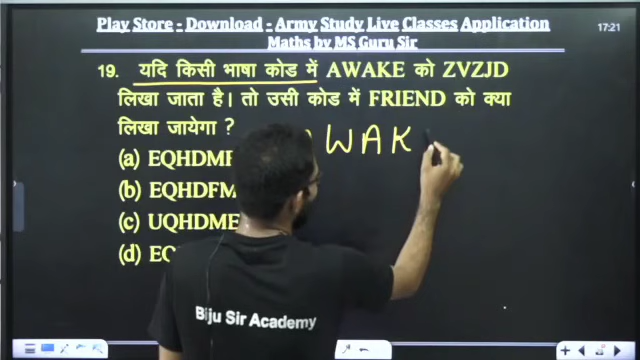 Play Store - Download - Army Study Live Classes Application
Maths by MS Guru Sir
17:21
19. यदि किसी भाषा कोड में AWAKE को ZVZJD
लिखा जाता है। तो उसी कोड में FRIEND को क्या
लिखा जायेगा ?
WAK
(a) EQHDM
(b) EQHDFM
(c) UQHDME
(d)
Biju Sir Academy